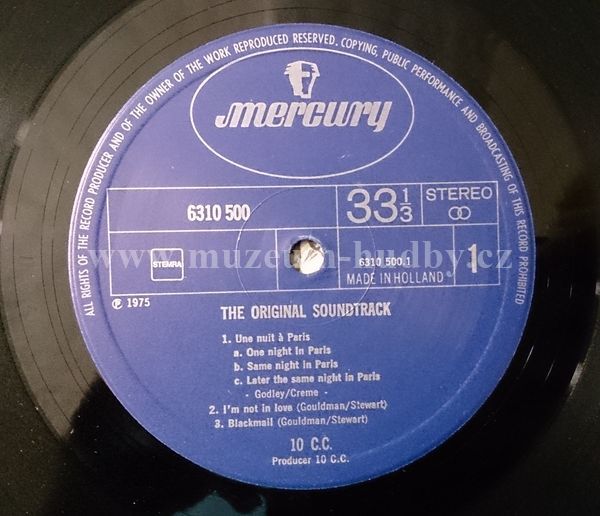 ALL RIGHTS OF THE RECORD PRODUCER AND OF THE OWNER OF THE WORK REPRODUCED RESERVED. COPYING, PUBLIC PERFORMANCE AND BROADCASTING OF THIS RECORD PROHIBITED
mercury
6310 500
33 1/3
STEREO
STEMRA
6310 500.1
MADE IN HOLLAND
1
www.muzeum-hudby.cz
℗ 1975
THE ORIGINAL SOUNDTRACK
1. Une nuit à Paris
a. One night in Paris
b. Same night in Paris
c. Later the same night in Paris
- Godley/Creme -
2. I'm not in love (Gouldman/Stewart)
3. Blackmail (Gouldman/Stewart)
10 C.C.
Producer 10 C.C.